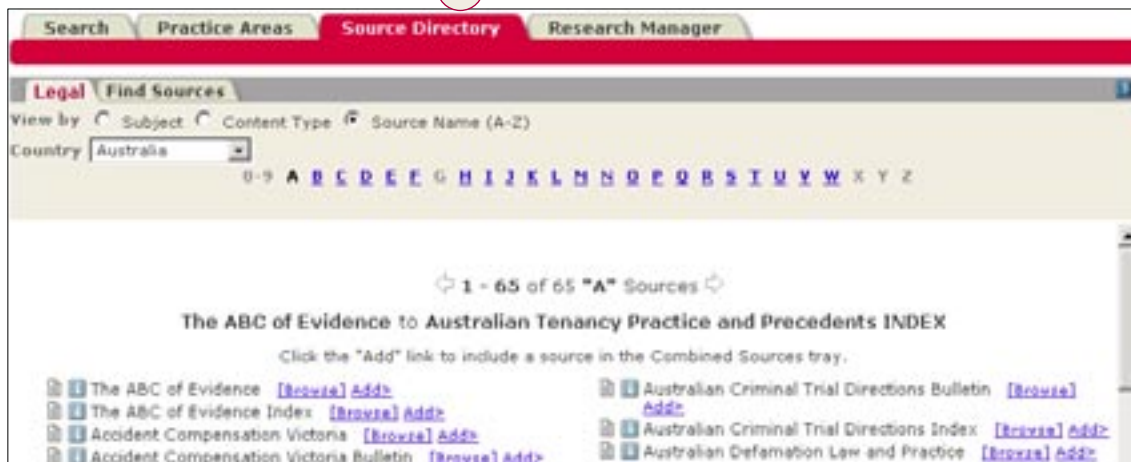 Search Practice Areas Source Directory Research Manager
Legal Find Sources
View by Subject Content Type Source Name (A-Z)
Country Australia
0-9 A B C D E F G H I J K L M N O P Q R S T U V W X Y Z
1 - 65 of 65 "A" Sources
The ABC of Evidence to Australian Tenancy Practice and Precedents INDEX
Click the "Add" link to include a source in the Combined Sources tray.
The ABC of Evidence [Browse] Add>
The ABC of Evidence Index [Browse] Add>
Accident Compensation Victoria [Browse] Add>
Accident Compensation Victoria Bulletin [Browse] Add>
Australian Criminal Trial Directions Bulletin [Browse]
Add>
Australian Criminal Trial Directions Index [Browse] Add>
Australian Defamation Law and Practice [Browse] Add>